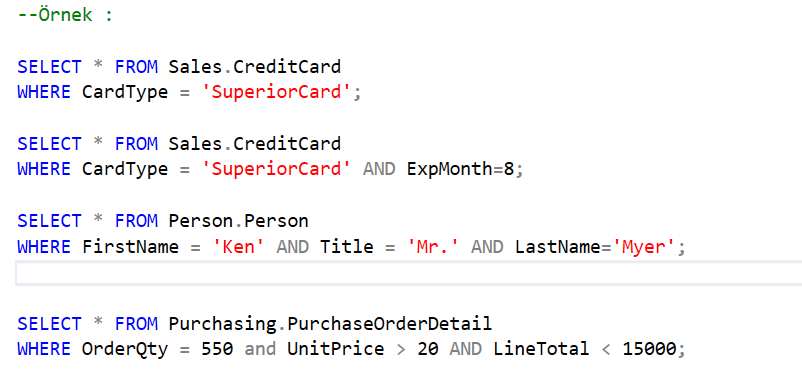 --Örnek :
SELECT * FROM Sales.CreditCard
WHERE CardType = 'SuperiorCard';
SELECT * FROM Sales.CreditCard
WHERE CardType = 'SuperiorCard' AND ExpMonth=8;
SELECT * FROM Person.Person
WHERE FirstName = 'Ken' AND Title = 'Mr.' AND LastName='Myer';
SELECT * FROM Purchasing.PurchaseOrderDetail
WHERE OrderQty = 550 and UnitPrice > 20 AND LineTotal < 15000;